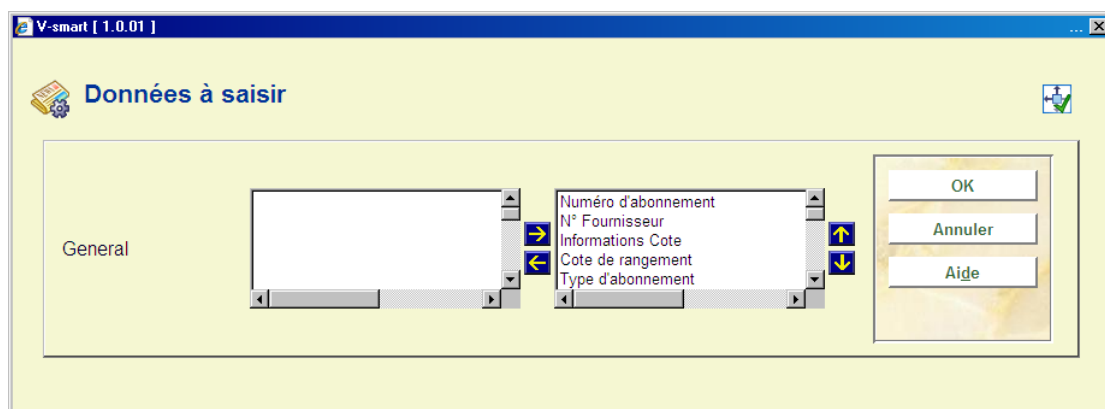 V-smart [ 1.0.01 ]
...
Données à saisir
General
Numéro d'abonnement
N° Fournisseur
Informations Cote
Cote de rangement
Type d'abonnement
OK
Annuler
Aide